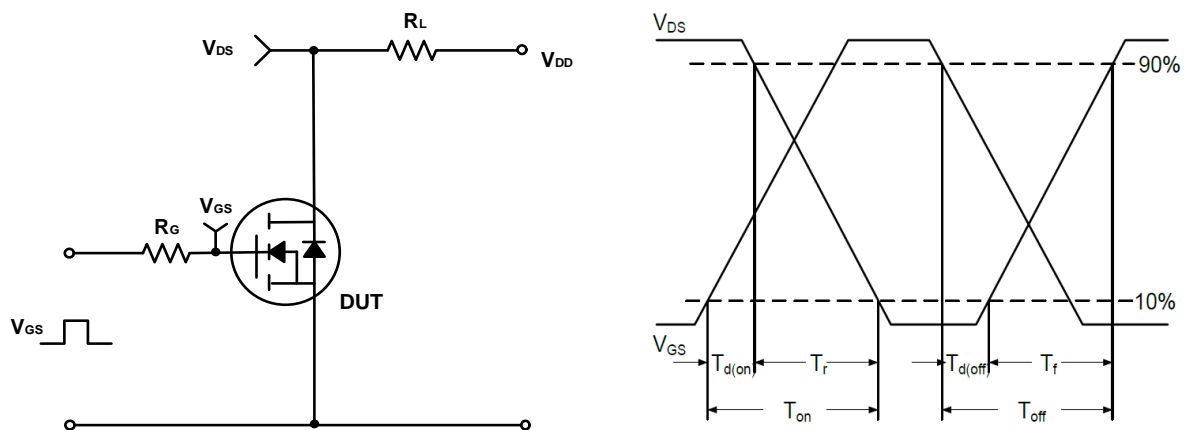 RL
VDS
VDD
VGS
RG
DUT
VGS
VDS
90%
10%
VGS
Td(on)
Tr
Td(off)
Tf
Ton
Toff